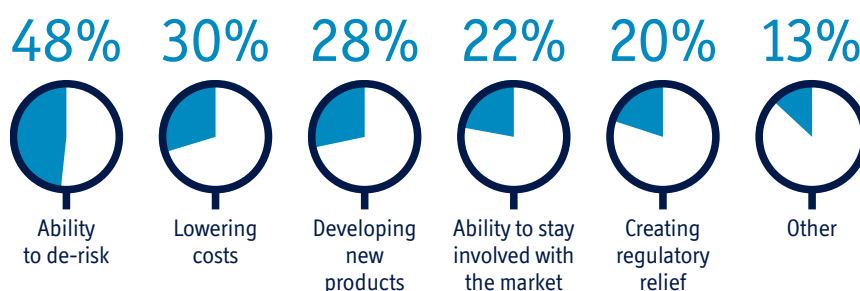 48% 30% 28% 22% 20% 13%
Ability
to de-risk
Lowering
costs
Developing
new
products
Ability to stay
involved with
the market
Creating
regulatory
relief
Other